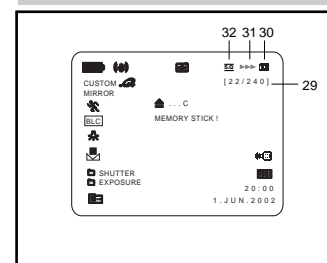 32 31 30
[22/240] 29
CUSTOM
MIRROR
... C
BLC
MEMORY STICK !
SHUTTER
EXPOSURE
20:00
1.JUN.2002